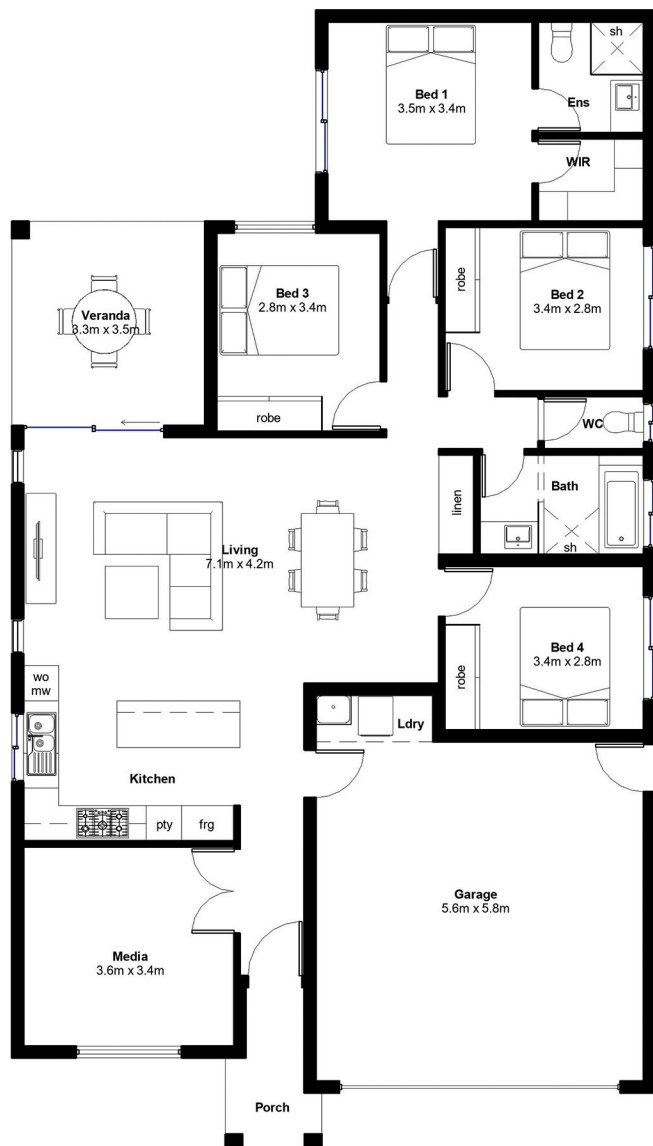 sh
Bed 1
3.5m x 3.4m
Ens
WIR
Bed 3
2.8m x 3.4m
robe
Bed 2
3.4m x 2.8m
Veranda
3.3m x 3.5m
robe
WC
Bath
linen
sh
Living
7.1m x 4.2m
Bed 4
3.4m x 2.8m
robe
wo
mw
Ldry
Kitchen
pty
frg
Garage
5.6m x 5.8m
Media
3.6m x 3.4m
Porch